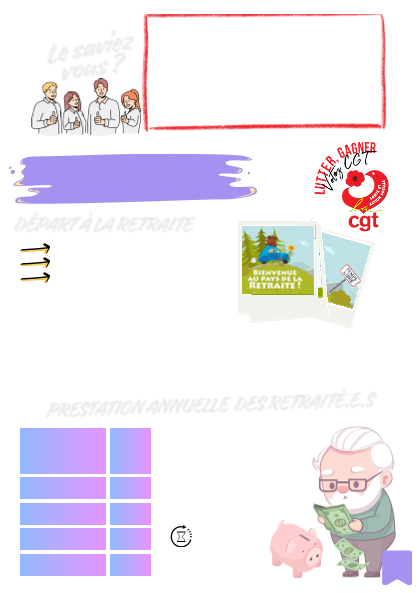 Le saviez
vous ?
LUTTER, GAGNER
Votez CGT
cgt
DÉPART À LA RETRAITE
BIENVENUE
AU PAYS DE LA
RETRAITE !
PRESTATION ANNUELLE DES RETRAITÉ.E.S